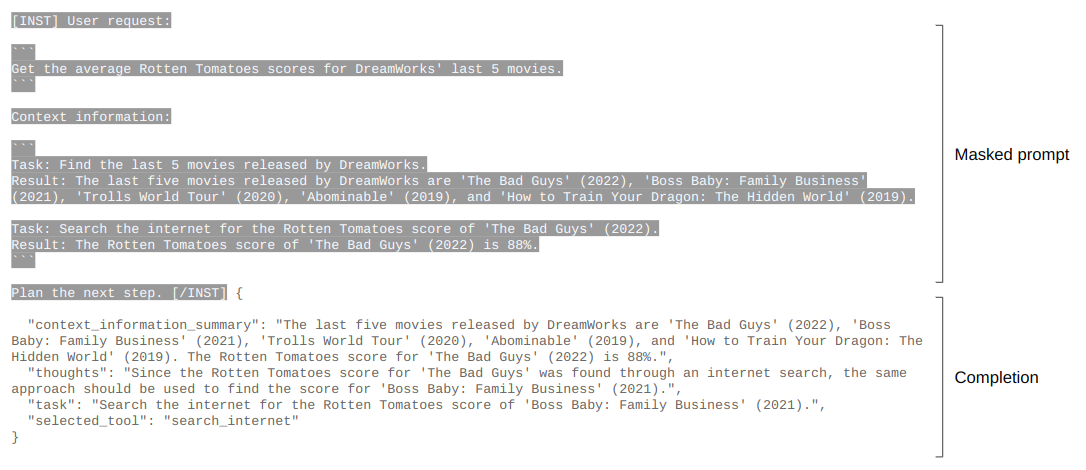 [INST] User request:
```
Get the average Rotten Tomatoes scores for DreamWorks' last 5 movies.
```
Context information:
```
Task: Find the last 5 movies released by DreamWorks.
Result: The last five movies released by DreamWorks are 'The Bad Guys' (2022), 'Boss Baby: Family Business'
(2021), 'Trolls World Tour' (2020), 'Abominable' (2019), and 'How to Train Your Dragon: The Hidden World' (2019).
Task: Search the internet for the Rotten Tomatoes score of 'The Bad Guys' (2022).
Result: The Rotten Tomatoes score of 'The Bad Guys' (2022) is 88%.
```
Plan the next step. [/INST] {
"context_information_summary": "The last five movies released by DreamWorks are 'The Bad Guys' (2022), 'Boss
Baby: Family Business' (2021), 'Trolls World Tour' (2020), 'Abominable' (2019), and 'How to Train Your Dragon: The
Hidden World' (2019). The Rotten Tomatoes score for 'The Bad Guys' (2022) is 88%.",
"thoughts": "Since the Rotten Tomatoes score for 'The Bad Guys' was found through an internet search, the same
approach should be used to find the score for 'Boss Baby: Family Business' (2021).",
"task": "Search the internet for the Rotten Tomatoes score of 'Boss Baby: Family Business' (2021).",
"selected_tool": "search_internet"
}
Masked prompt
Completion